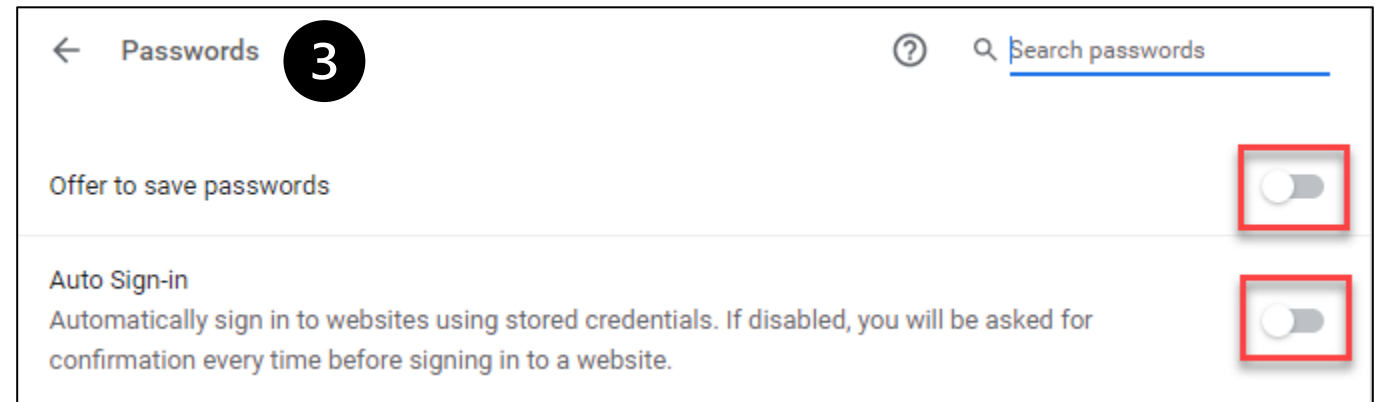 Passwords
3
Search passwords
Offer to save passwords
Auto Sign-in
Automatically sign in to websites using stored credentials. If disabled, you will be asked for
confirmation every time before signing in to a website.